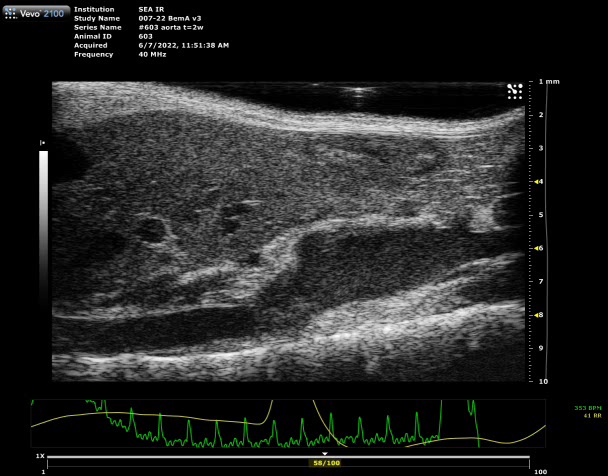 Vevo 2100
Institution SEA IR
Study Name 007-22 BemA v3
Series Name #603 aorta t=2w
Animal ID 603
Acquired 6/7/2022, 11:51:38 AM
Frequency 40 MHz
1 mm
2
3
4
5
6
7
8
9
10
353 BPM
41 RR
1X
58/100
1 100